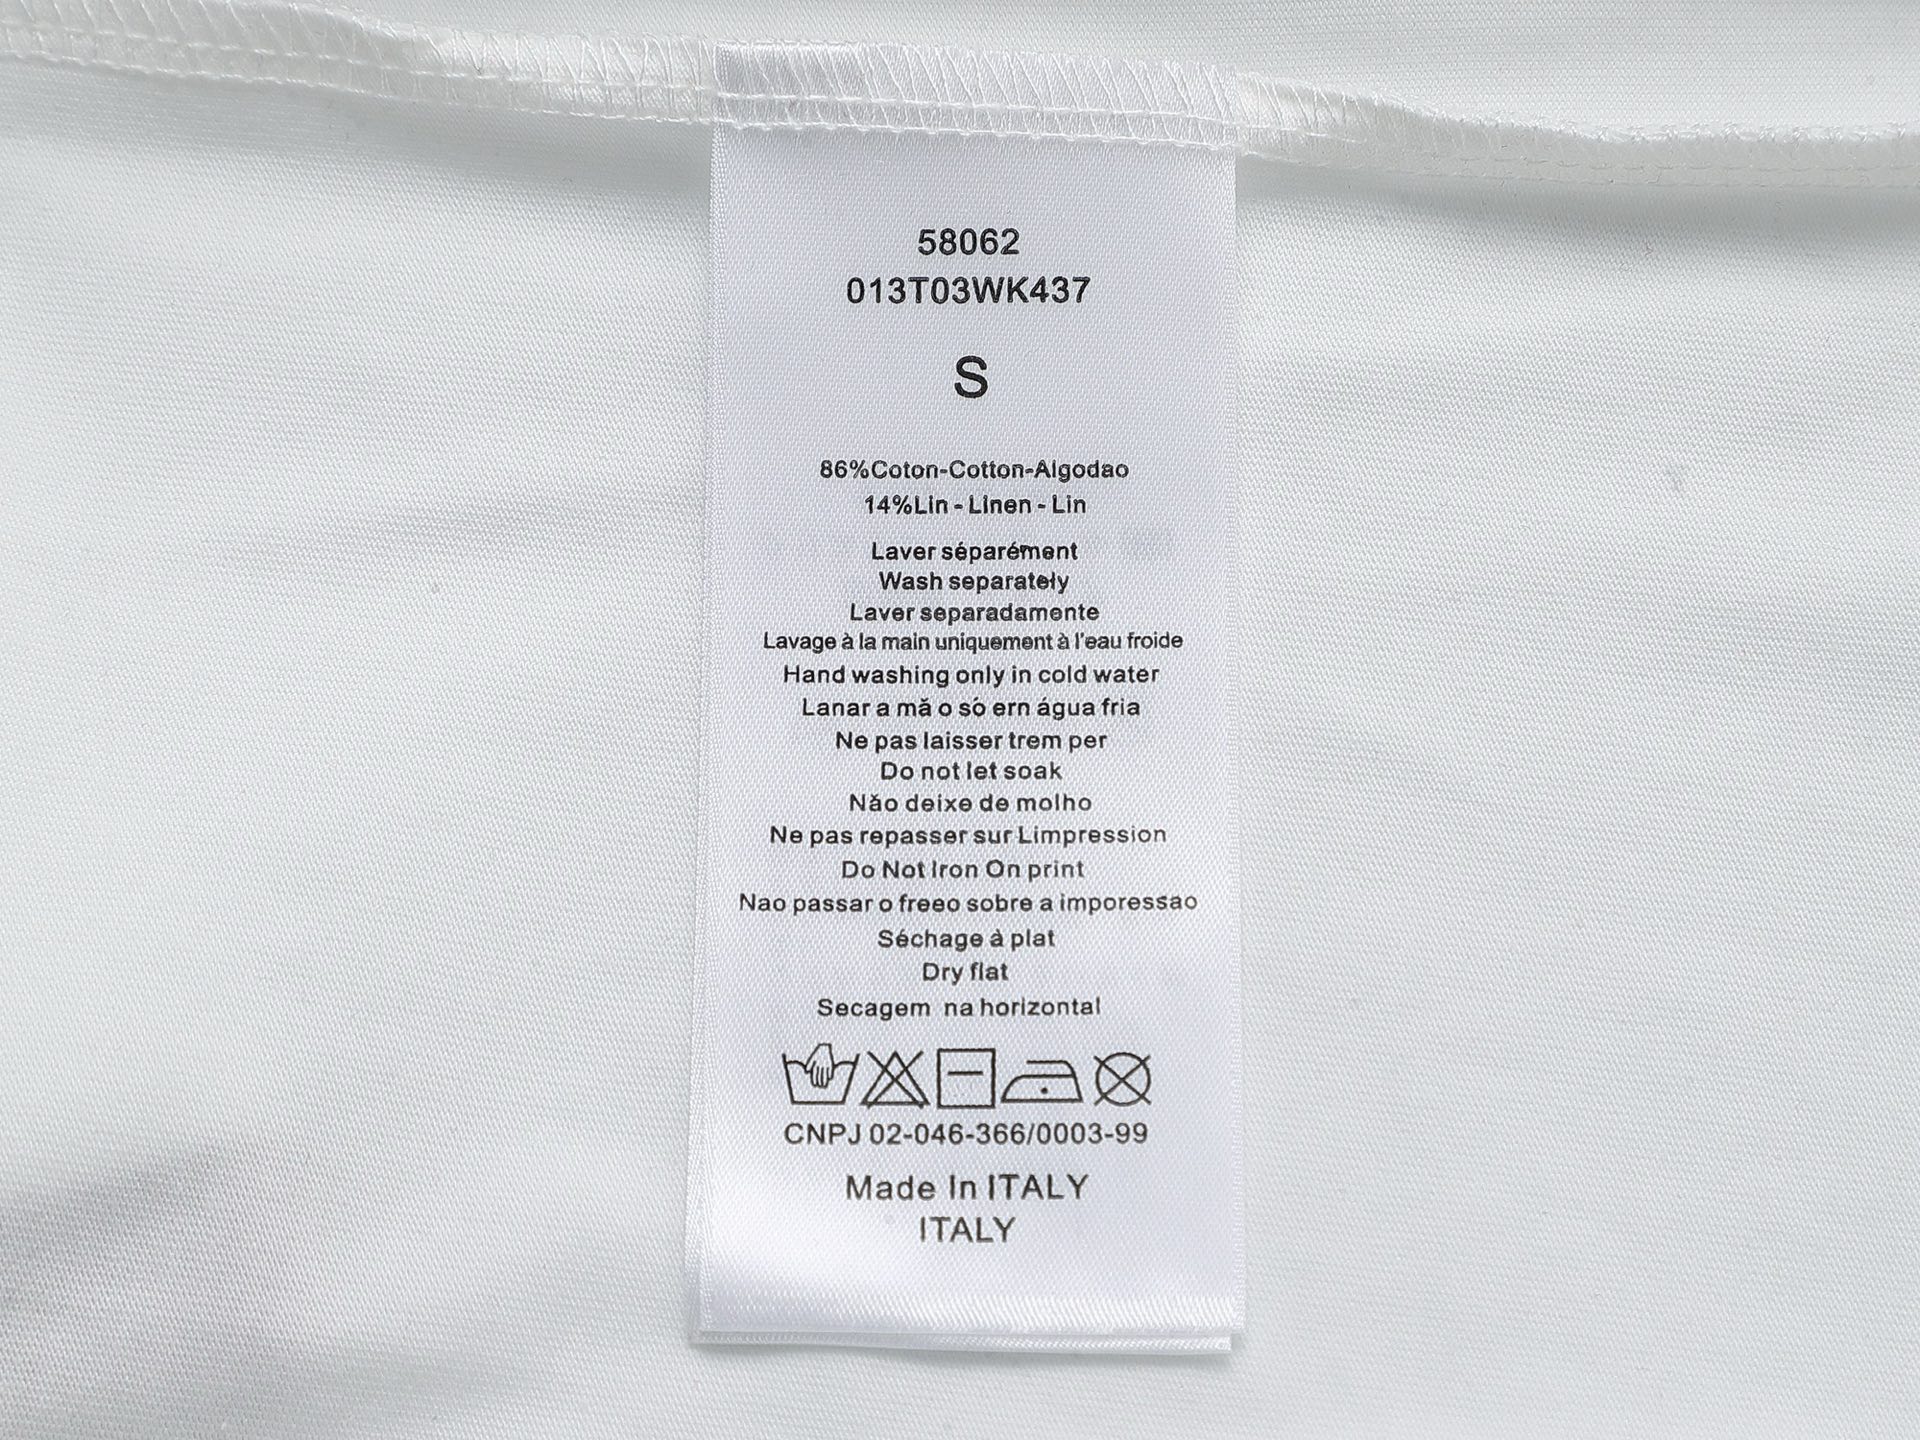 58062
013T03WK437
S
86%Coton-Cotton-Algodao
14%Lin - Linen - Lin
Laver séparément
Wash separately
Laver separadamente
Lavage à la main uniquement à l'eau froide
Hand washing only in cold water
Lanar a mă o só ern água fria
Ne pas laisser trem per
Do not let soak
Năo deixe de molho
Ne pas repasser sur Limpression
Do Not Iron On print
Nao passar o freeo sobre a imporessao
Séchage à plat
Dry flat
Secagem na horizontal
CNPJ 02-046-366/0003-99
Made In ITALY
ITALY